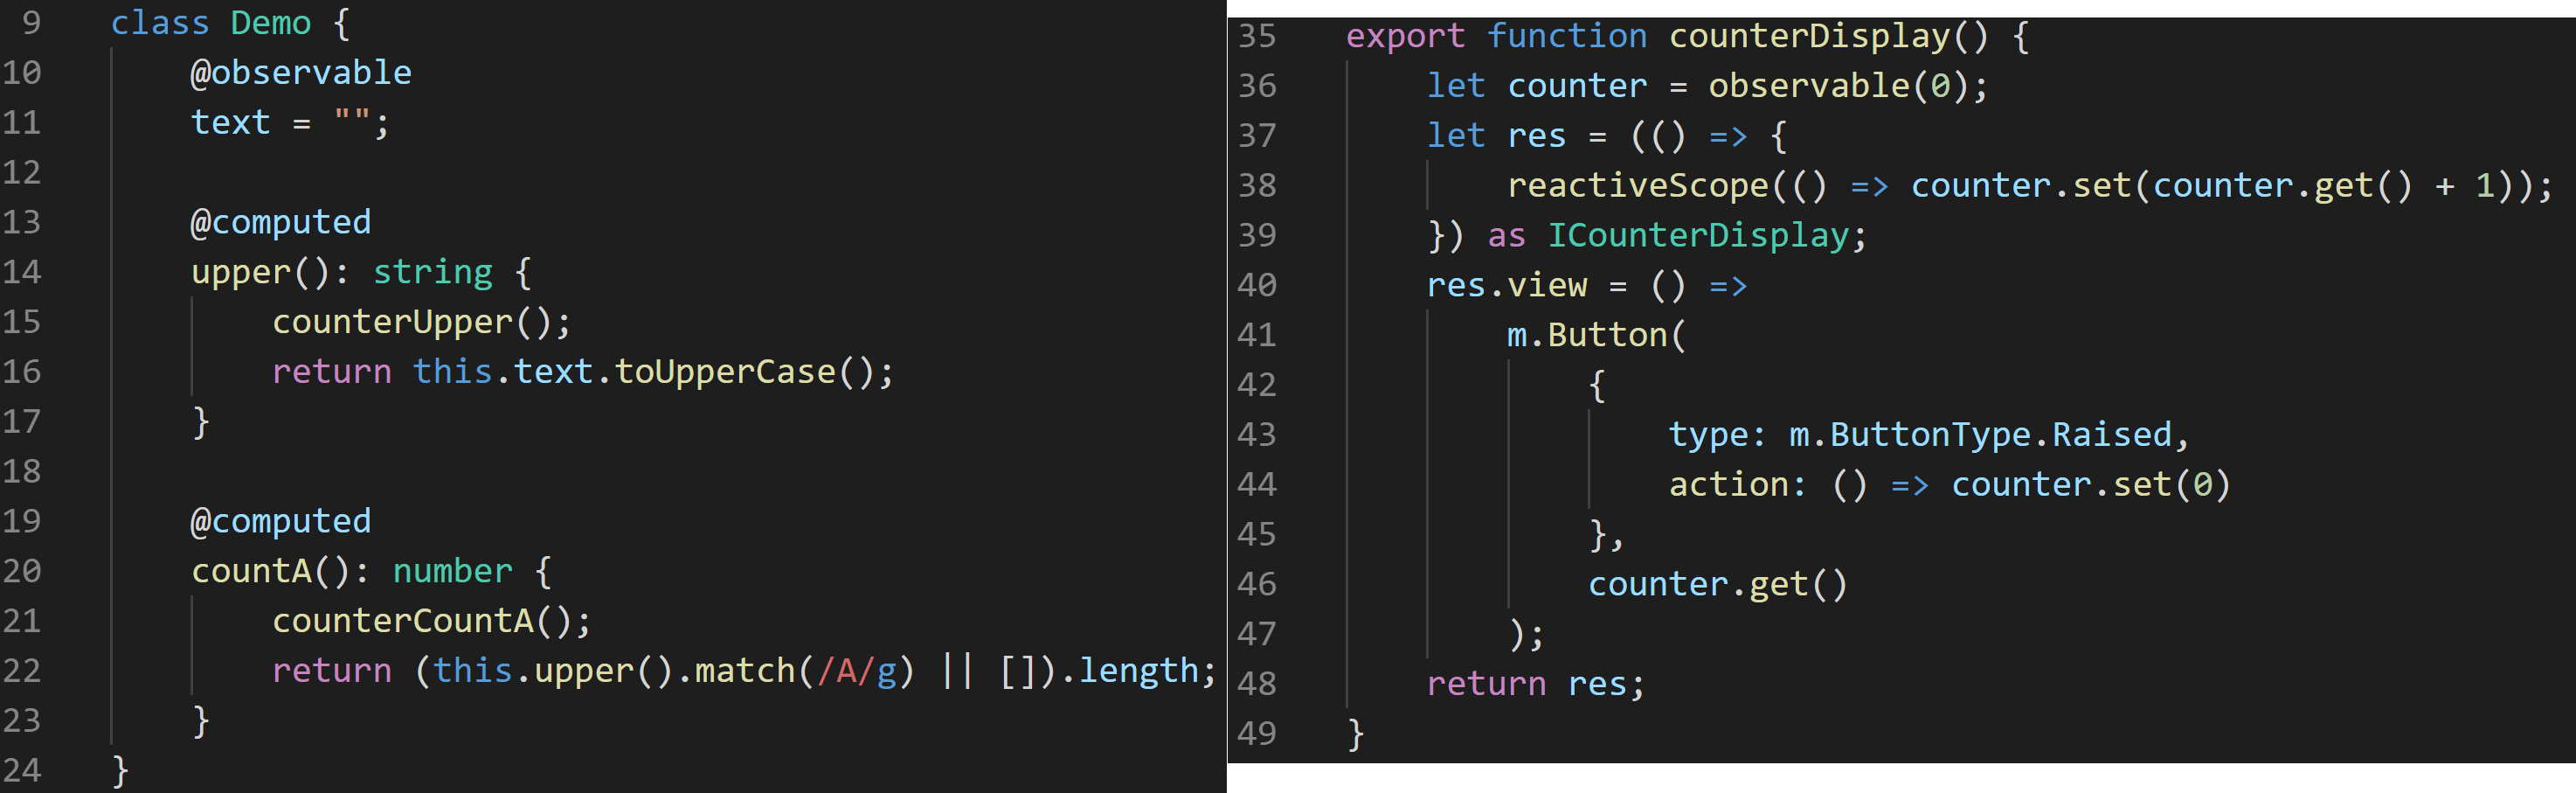 9 class Demo {
10 @observable
11 text = "";
12
13 @computed
14 upper(): string {
15 counterUpper();
16 return this.text.toUpperCase();
17 }
18
19 @computed
20 countA(): number {
21 counterCountA();
22 return (this.upper().match(/A/g) || []).length;
23 }
24 }
35 export function counterDisplay() {
36 let counter = observable(0);
37 let res = (() => {
38 reactiveScope(() => counter.set(counter.get() + 1));
39 }) as ICounterDisplay;
40 res.view = () =>
41 m.Button(
42 {
43 type: m.ButtonType.Raised,
44 action: () => counter.set(0)
45 },
46 counter.get()
47 );
48 return res;
49 }